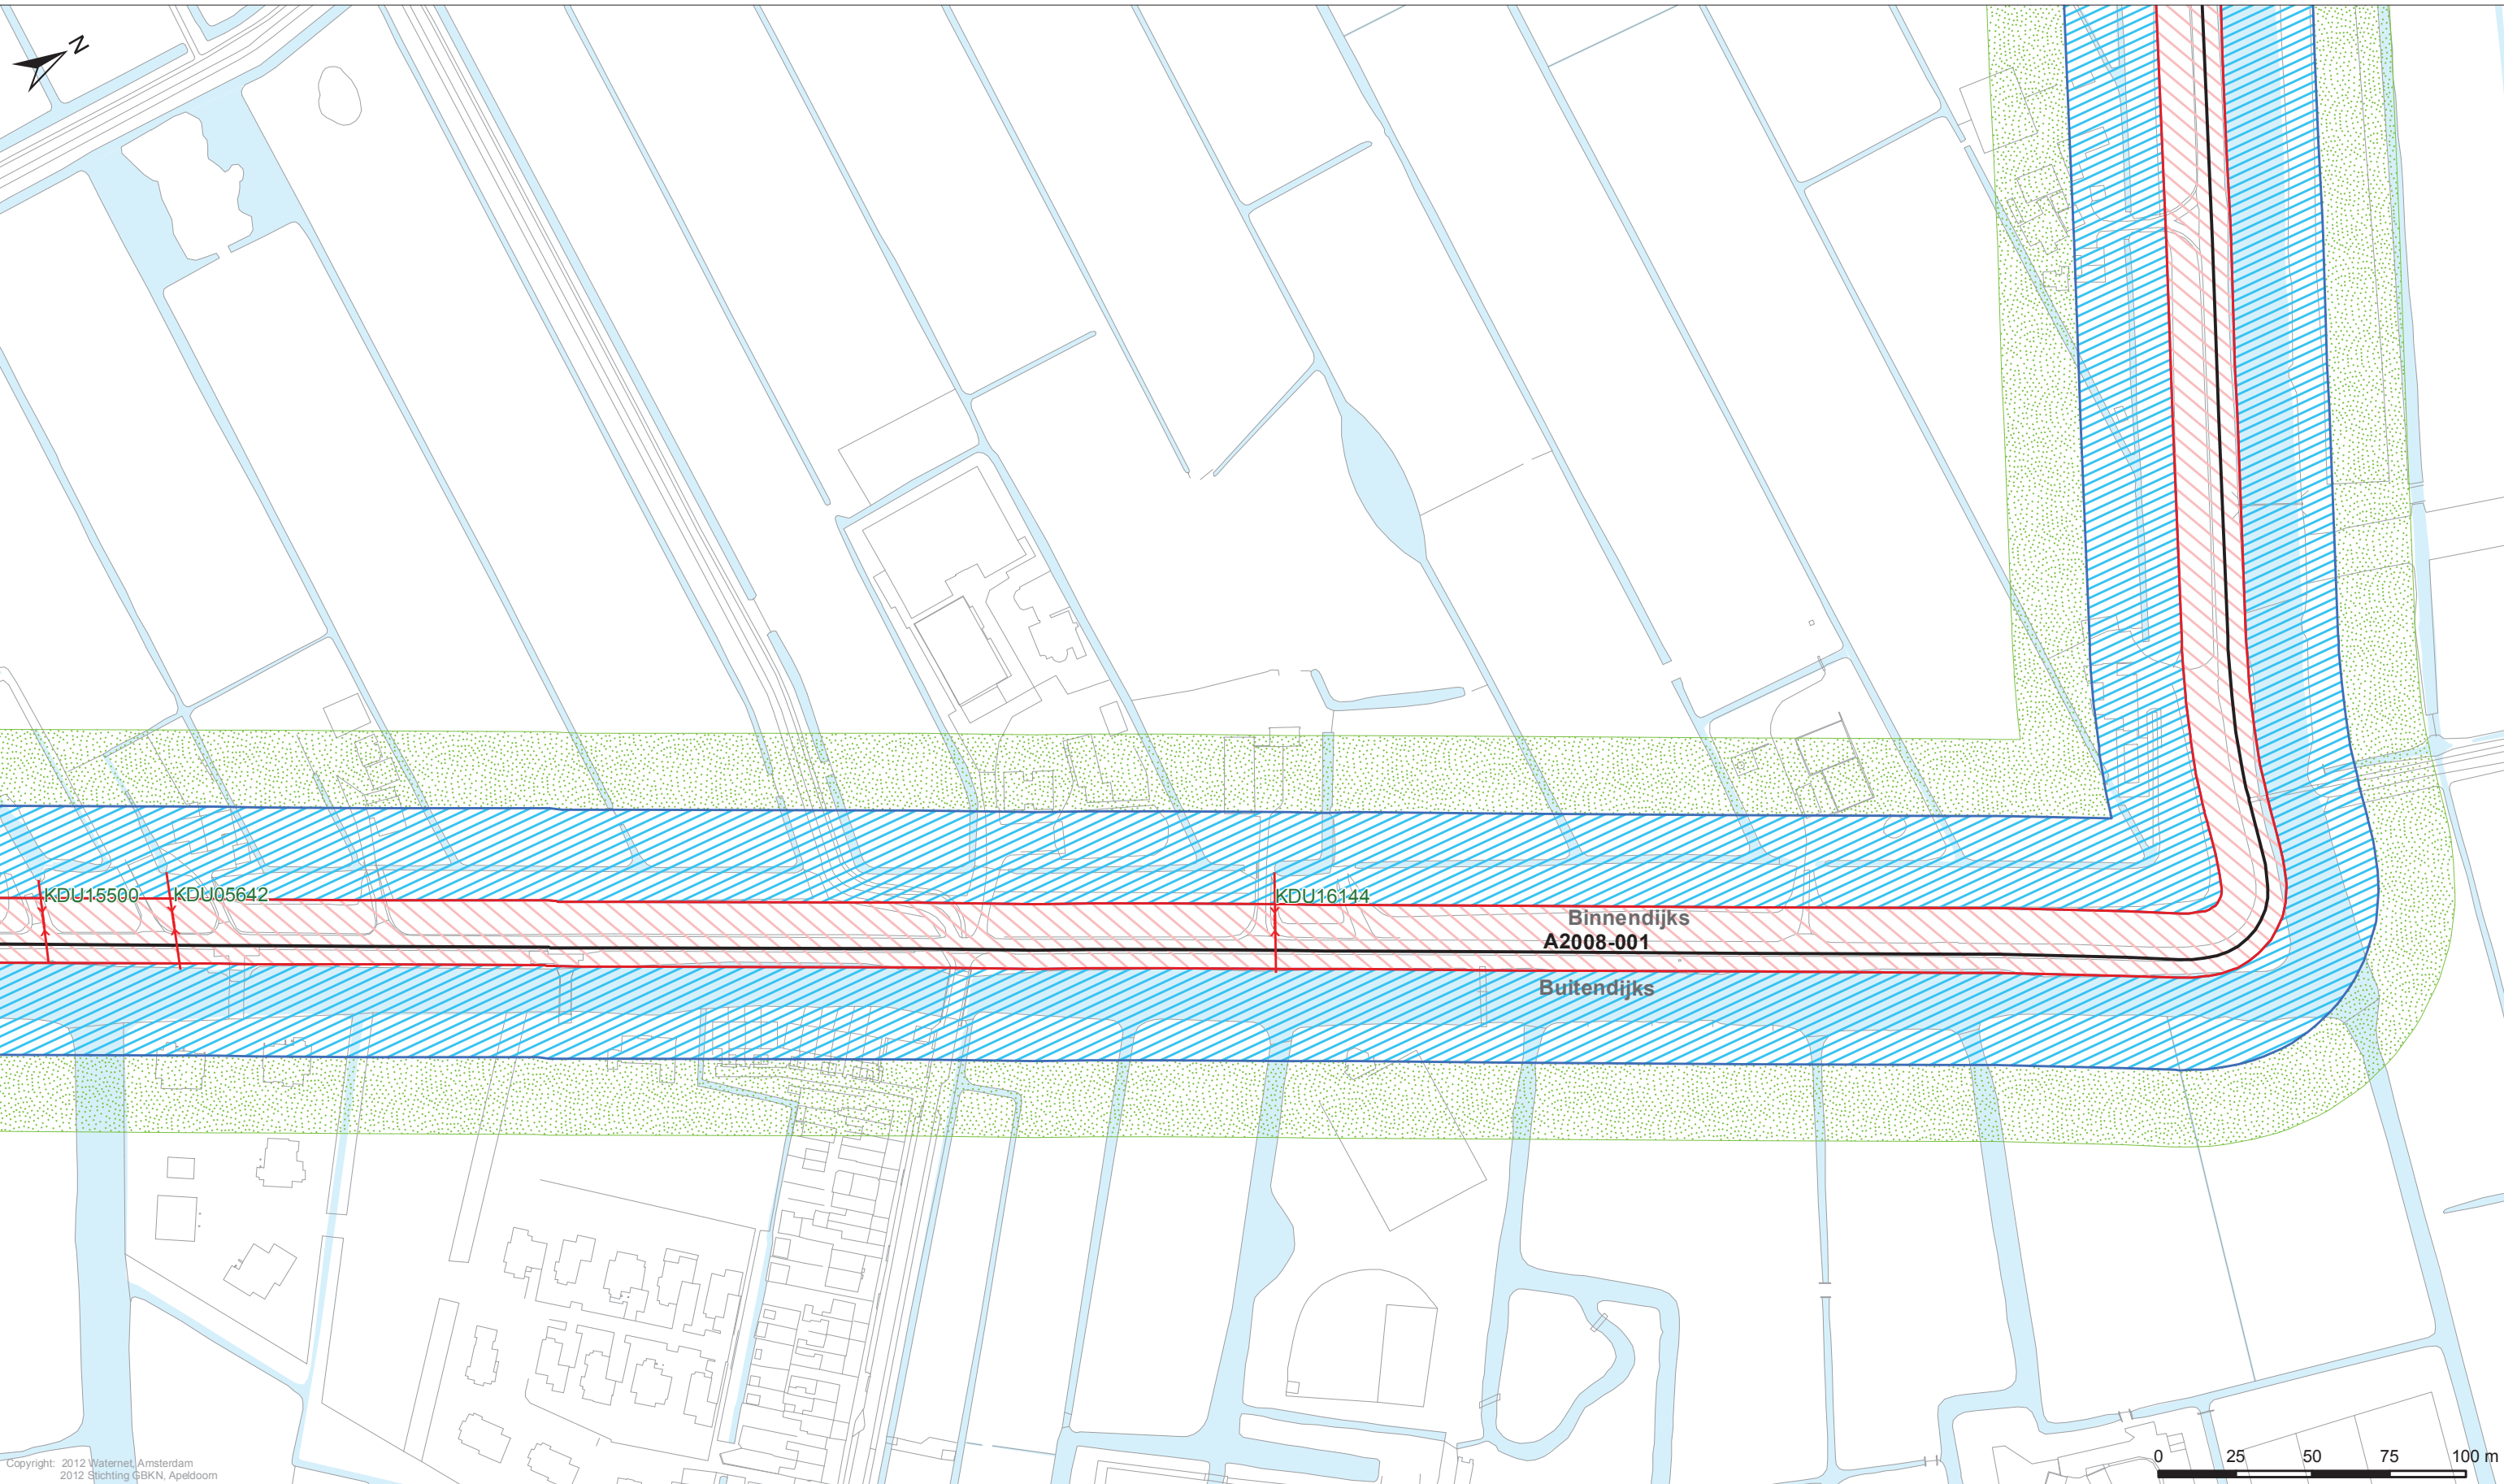 N
KDU15500
KDU05642
KDU16144
Binnendijks
A2008-001
Buitendijks
0 25 50 75 100 m
Copyright: 2012 Waternet, Amsterdam
2012 Stichting GBKN, Apeldoorn